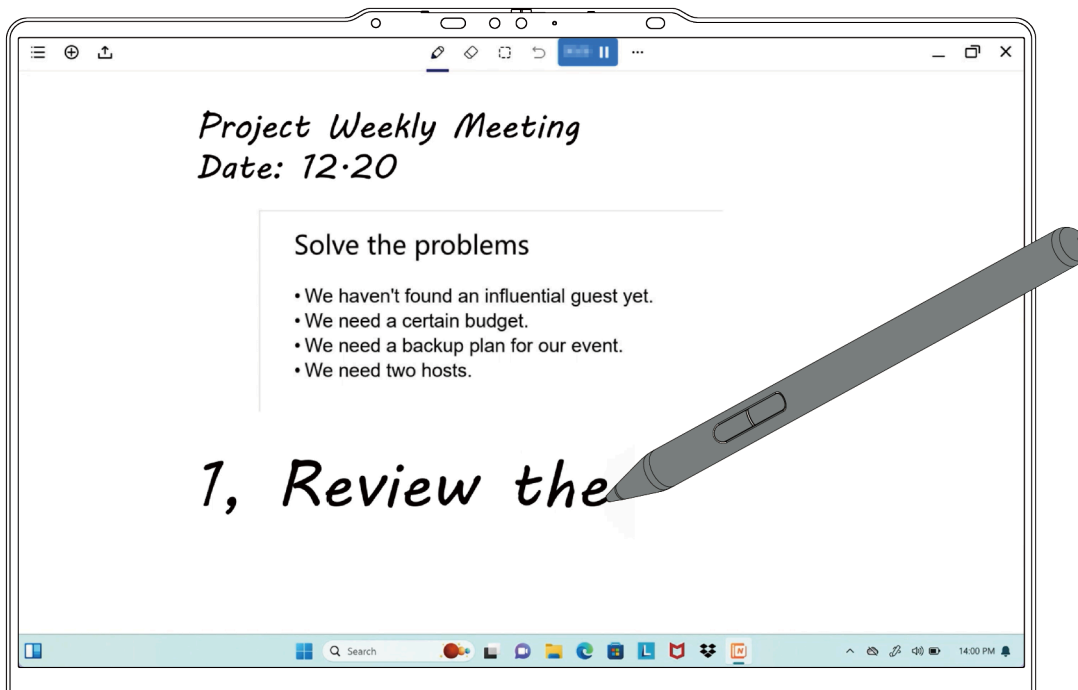 Project Weekly Meeting
Date: 12·20
Solve the problems
• We haven't found an influential guest yet.
• We need a certain budget.
• We need a backup plan for our event.
• We need two hosts.
1, Review the
Search
L
N
14:00 PM